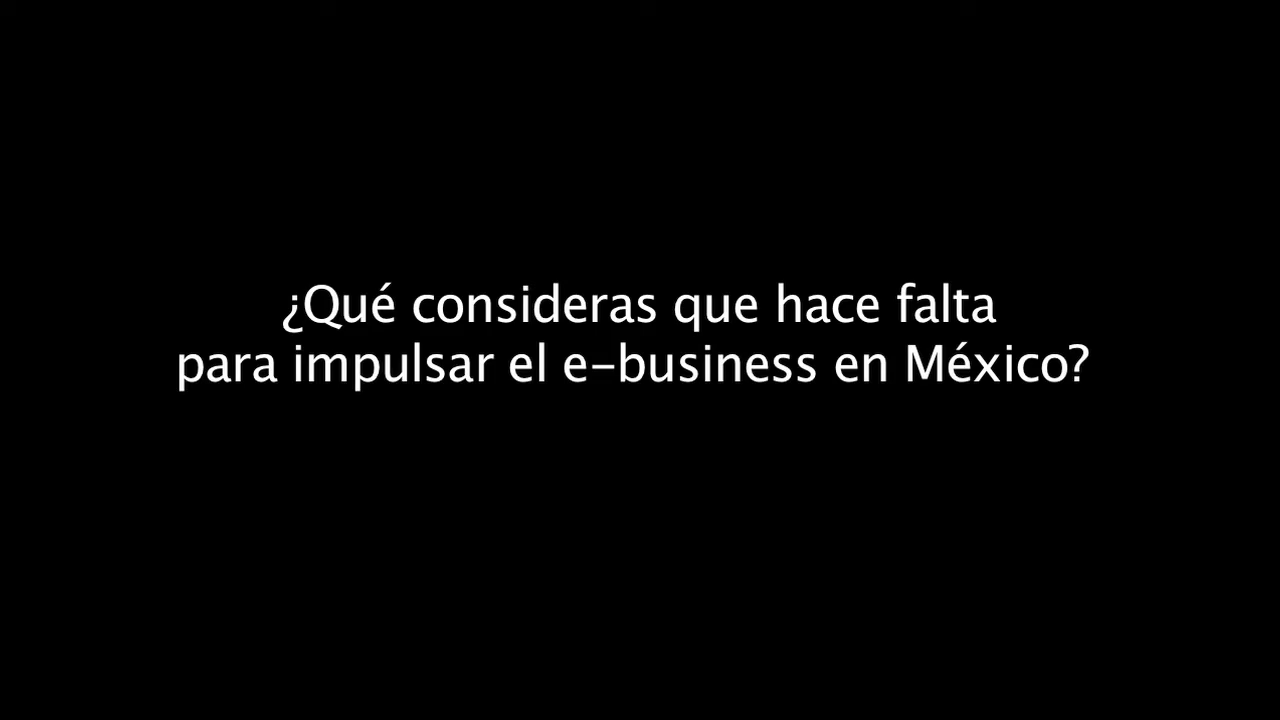 ¿Qué consideras que hace falta
para impulsar el e-business en México?